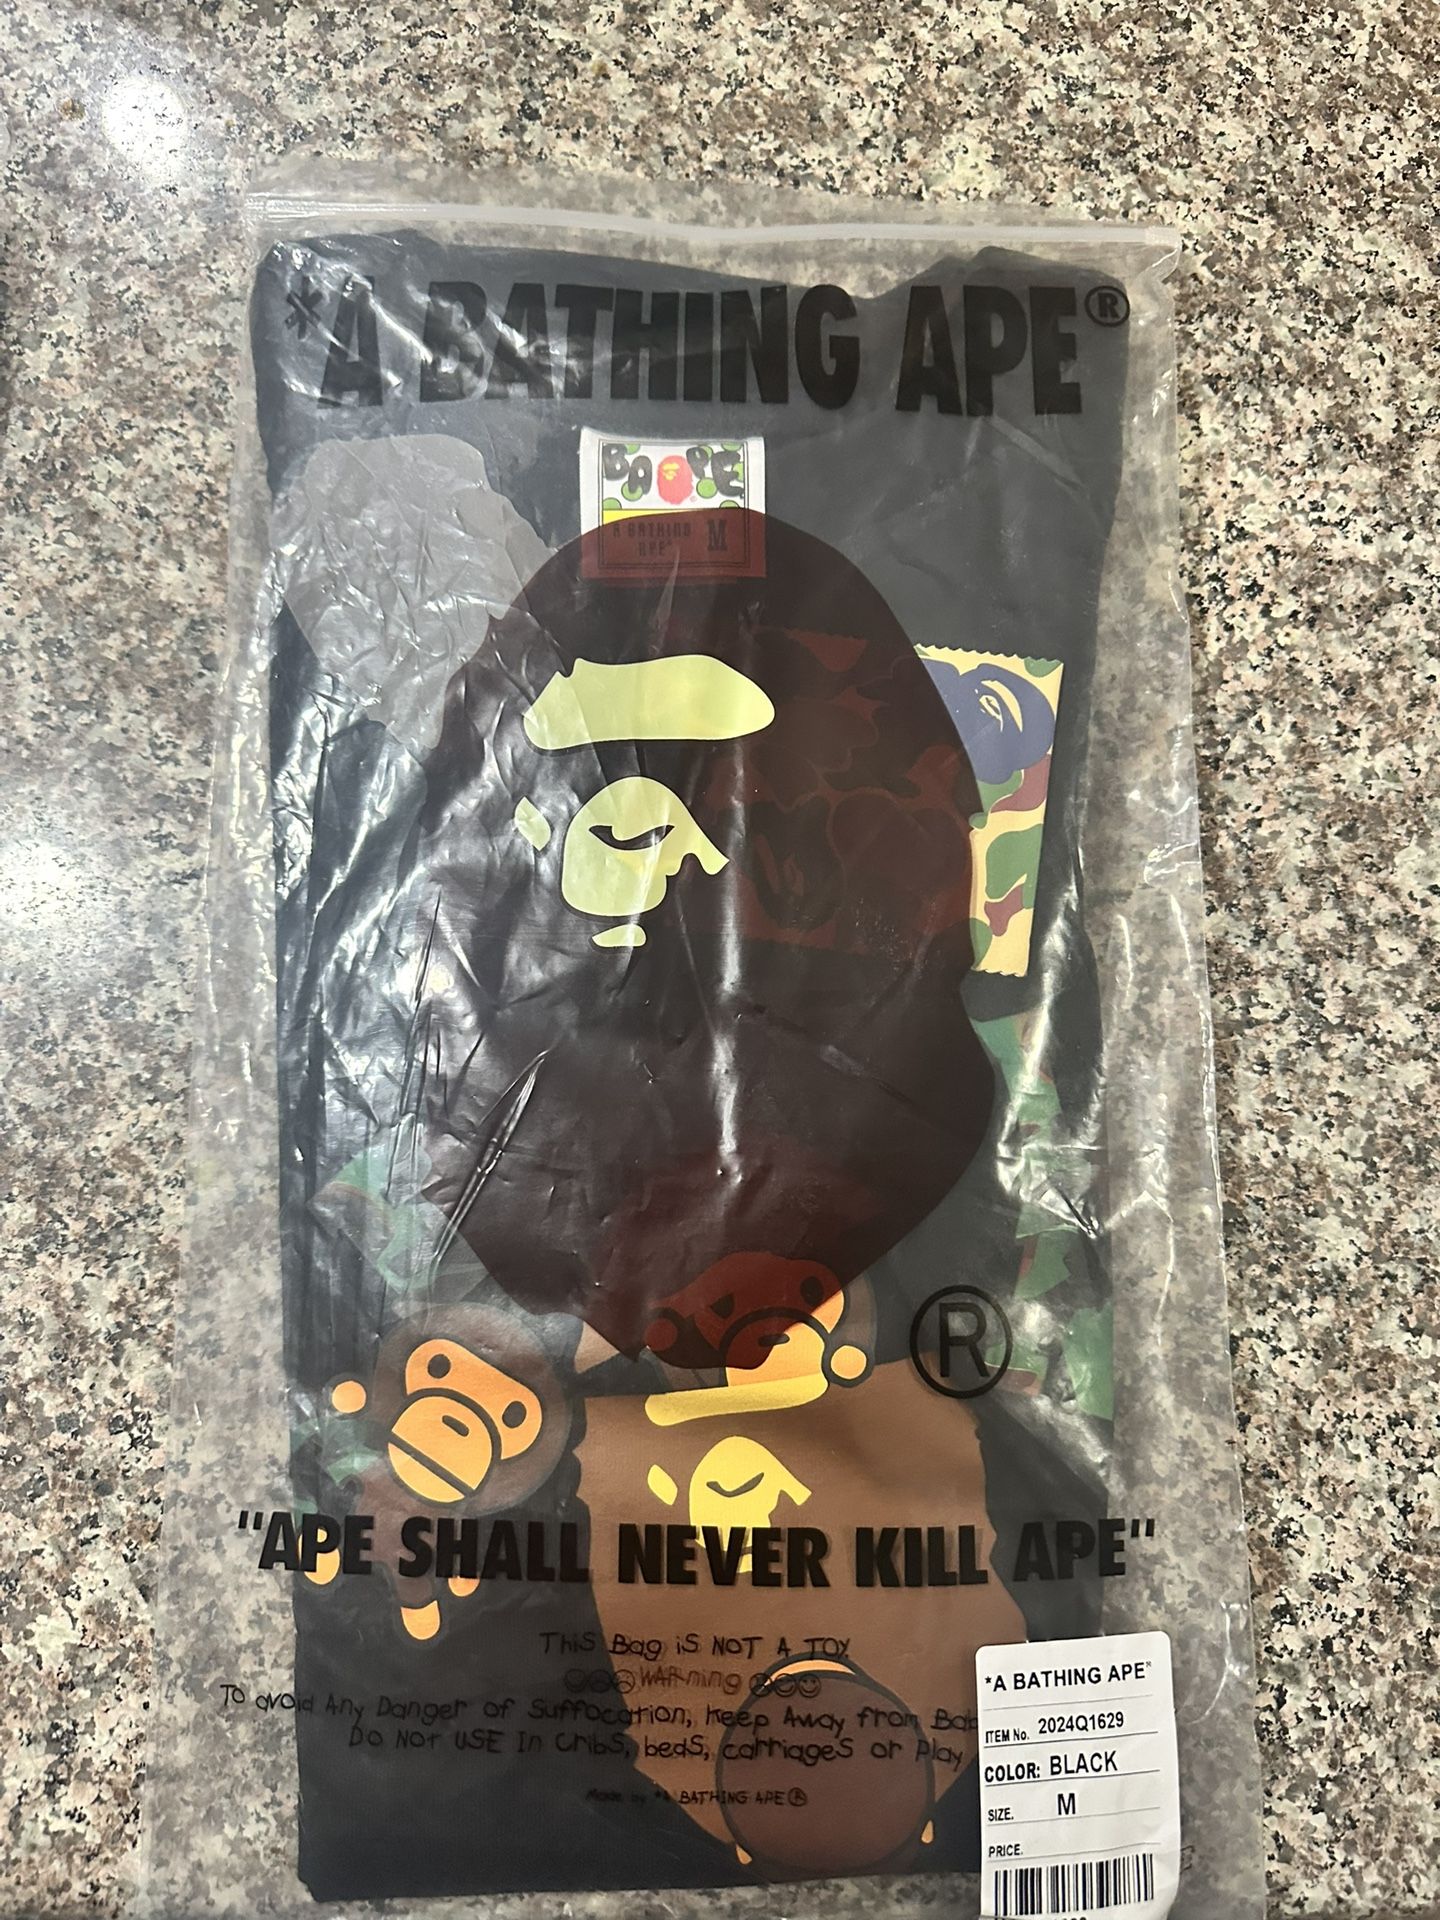 *A BATHING APE®
BAPE
A BATHING
APE® M
®
"APE SHALL NEVER KILL APE"
THiS Bag iS NOT A TOY
WARning
To avoid Any Danger of Suffocation, Keep Away from
Do Not USE In CribS, bedS, carriageS or Play
Made by *A BATHING APE®
*A BATHING APE®
ITEM No. 2024Q1629
COLOR: BLACK
SIZE. M
PRICE.